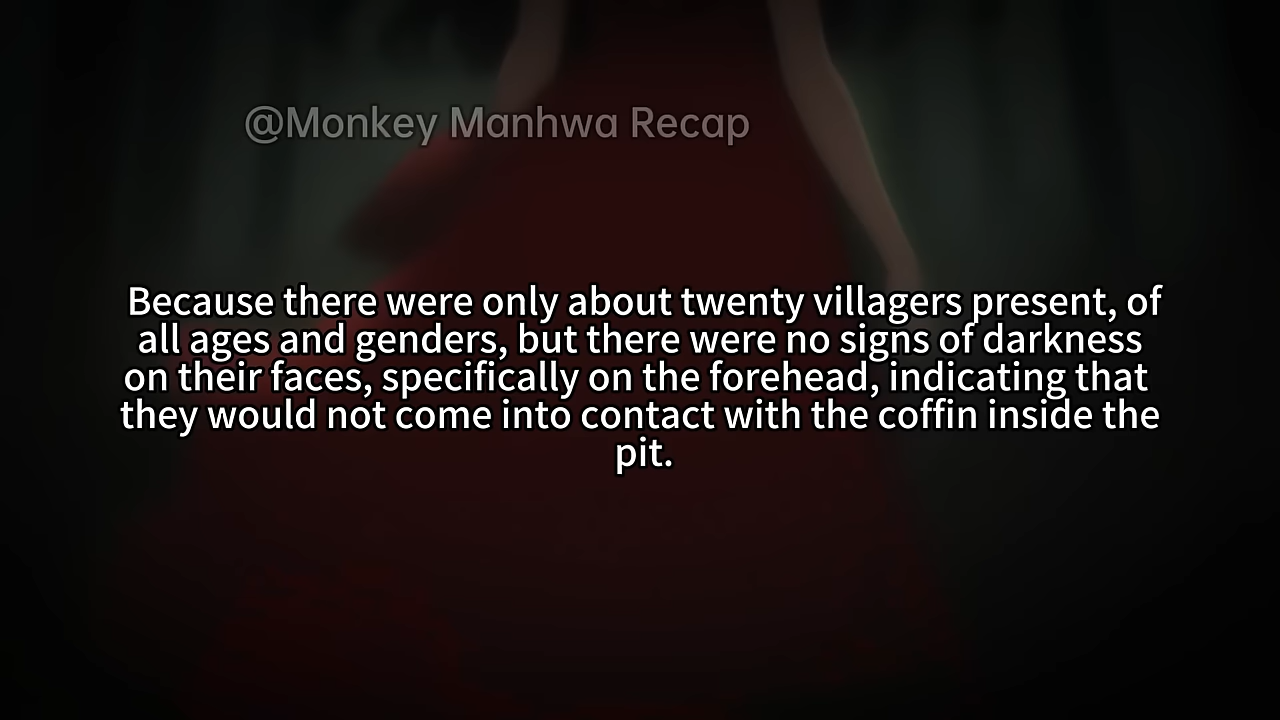 @Monkey Manhwa Recap
Because there were only about twenty villagers present, of
all ages and genders, but there were no signs of darkness
on their faces, specifically on the forehead, indicating that
they would not come into contact with the coffin inside the
pit.